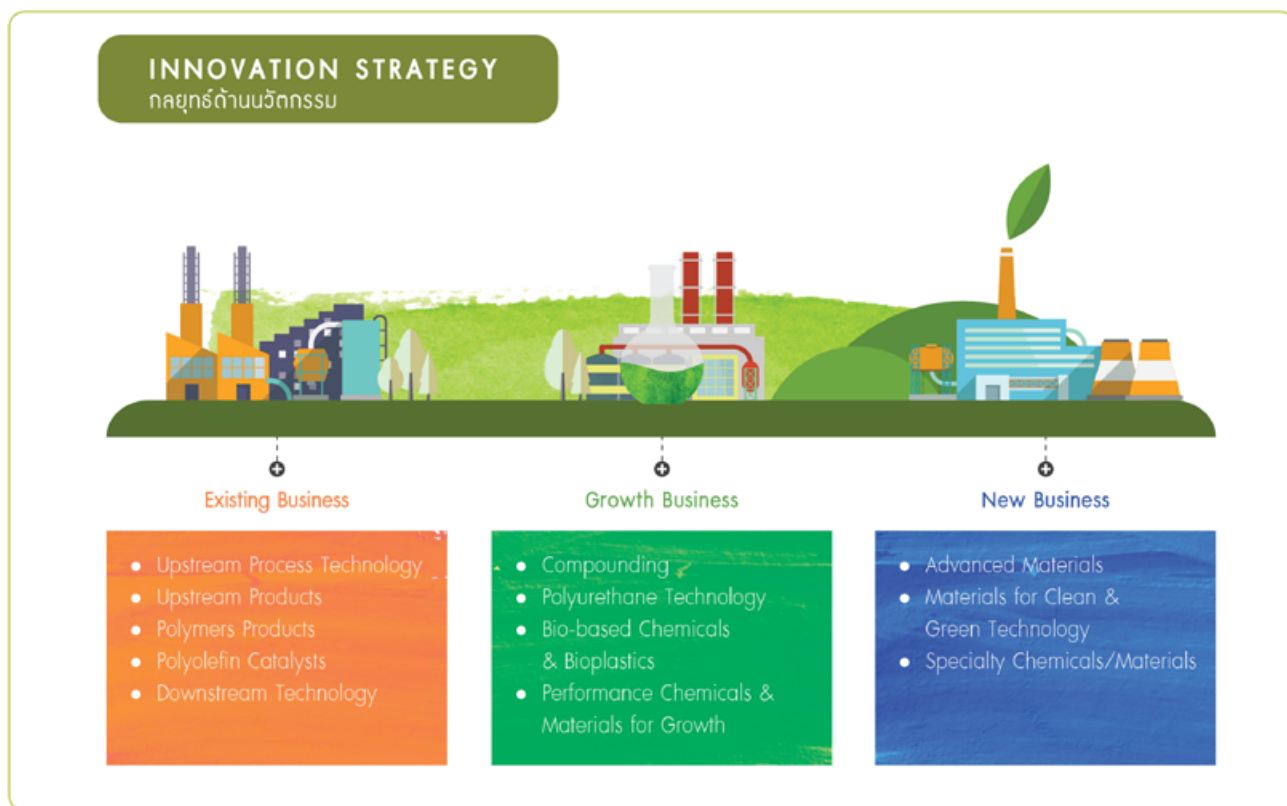 INNOVATION STRATEGY
กลยุทธ์ด้านนวัตกรรม
Existing Business
• Upstream Process Technology
• Upstream Products
• Polymers Products
• Polyolefin Catalysts
• Downstream Technology
Growth Business
• Compounding
• Polyurethane Technology
• Bio-based Chemicals
& Bioplastics
• Performance Chemicals &
Materials for Growth
New Business
• Advanced Materials
• Materials for Clean &
Green Technology
• Specialty Chemicals/Materials